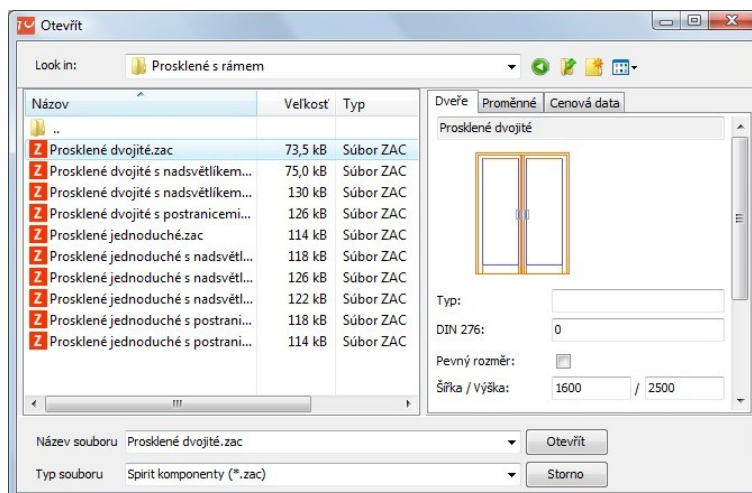 Otevřít
Look in: Prosklené s rámem
Názov Veľkosť Typ
..
Prosklené dvojité.zac 73,5 kB Súbor ZAC
Prosklené dvojité s nadsvětlíkem... 75,0 kB Súbor ZAC
Prosklené dvojité s nadsvětlíkem... 130 kB Súbor ZAC
Prosklené dvojité s postranicemi... 126 kB Súbor ZAC
Prosklené jednoduché.zac 114 kB Súbor ZAC
Prosklené jednoduché s nadsvětl... 118 kB Súbor ZAC
Prosklené jednoduché s nadsvětl... 126 kB Súbor ZAC
Prosklené jednoduché s nadsvětl... 122 kB Súbor ZAC
Prosklené jednoduché s postrani... 118 kB Súbor ZAC
Prosklené jednoduché s postrani... 114 kB Súbor ZAC
Dveře Proměnné Cenová data
Prosklené dvojité
Typ:
DIN 276: 0
Pevný rozměr:
Šířka / Výška: 1600 / 2500
Název souboru Prosklené dvojité.zac Otevřít
Typ souboru Spirit komponenty (*.zac) Storno